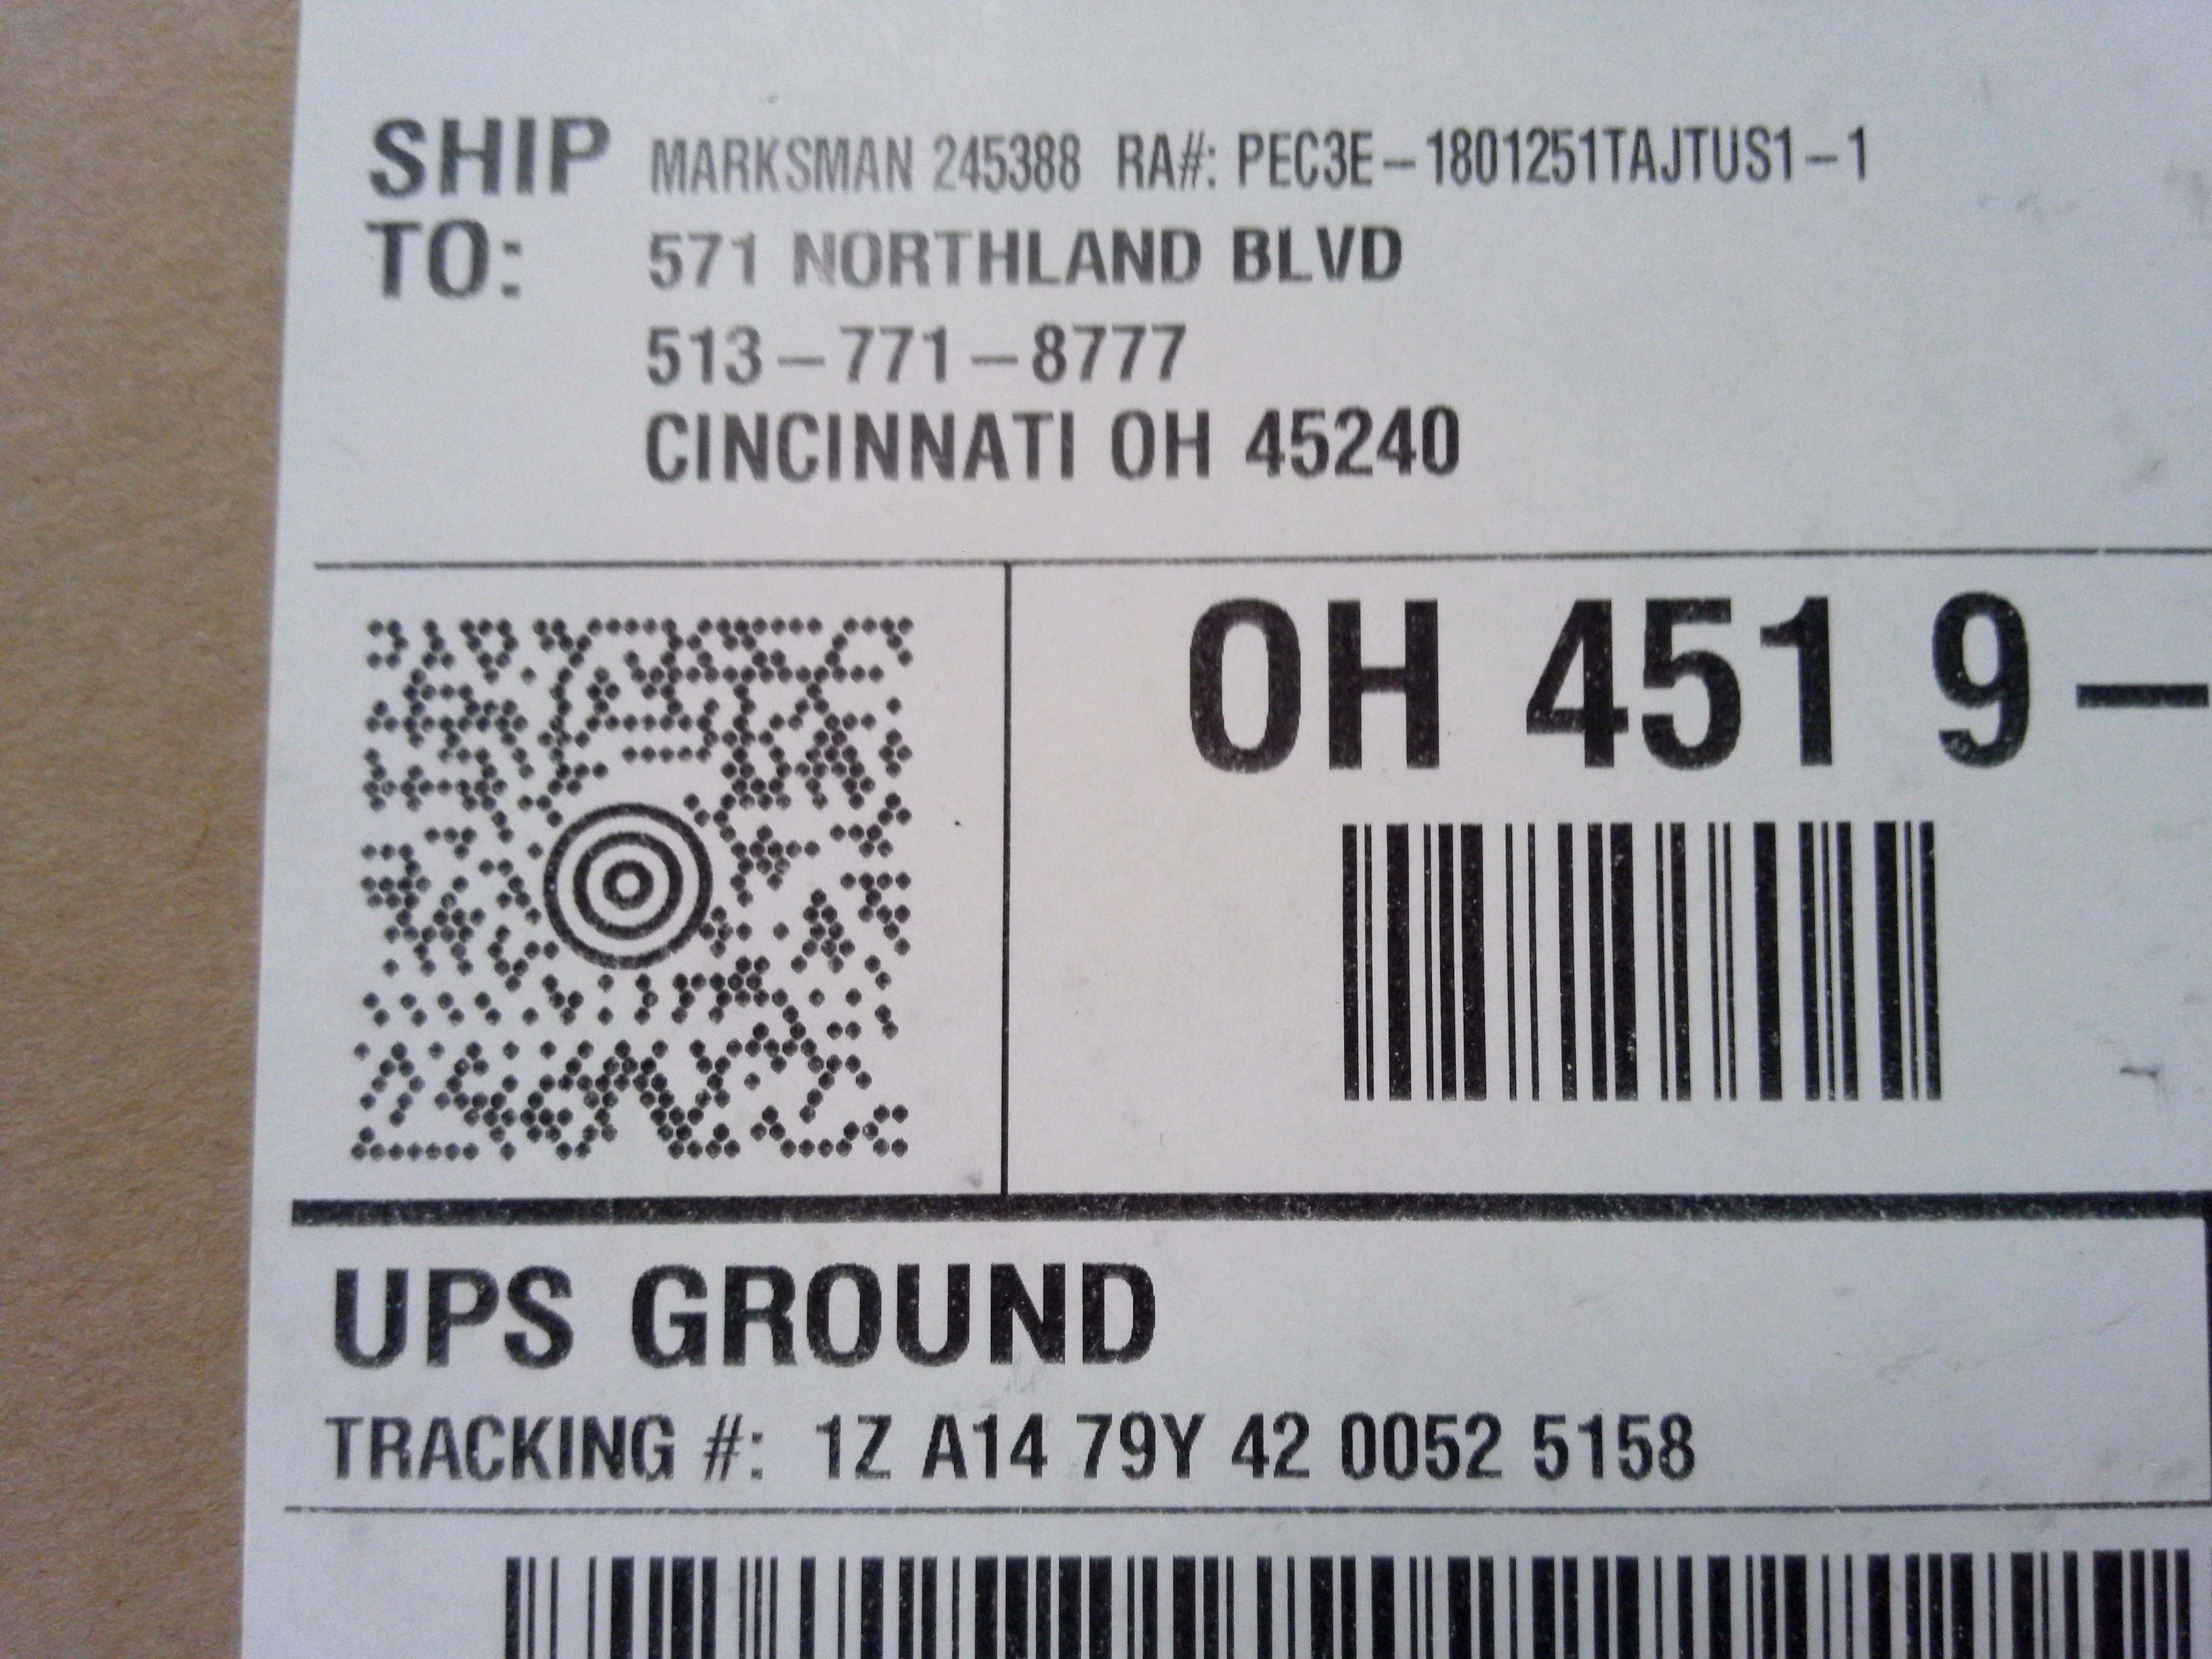 SHIP TO: MARKSMAN 245388 RA#: PEC3E-1801251TAJTUS1-1
571 NORTHLAND BLVD
513-771-8777
CINCINNATI OH 45240
OH 451 9-
UPS GROUND
TRACKING #: 1Z A14 79Y 42 0052 5158